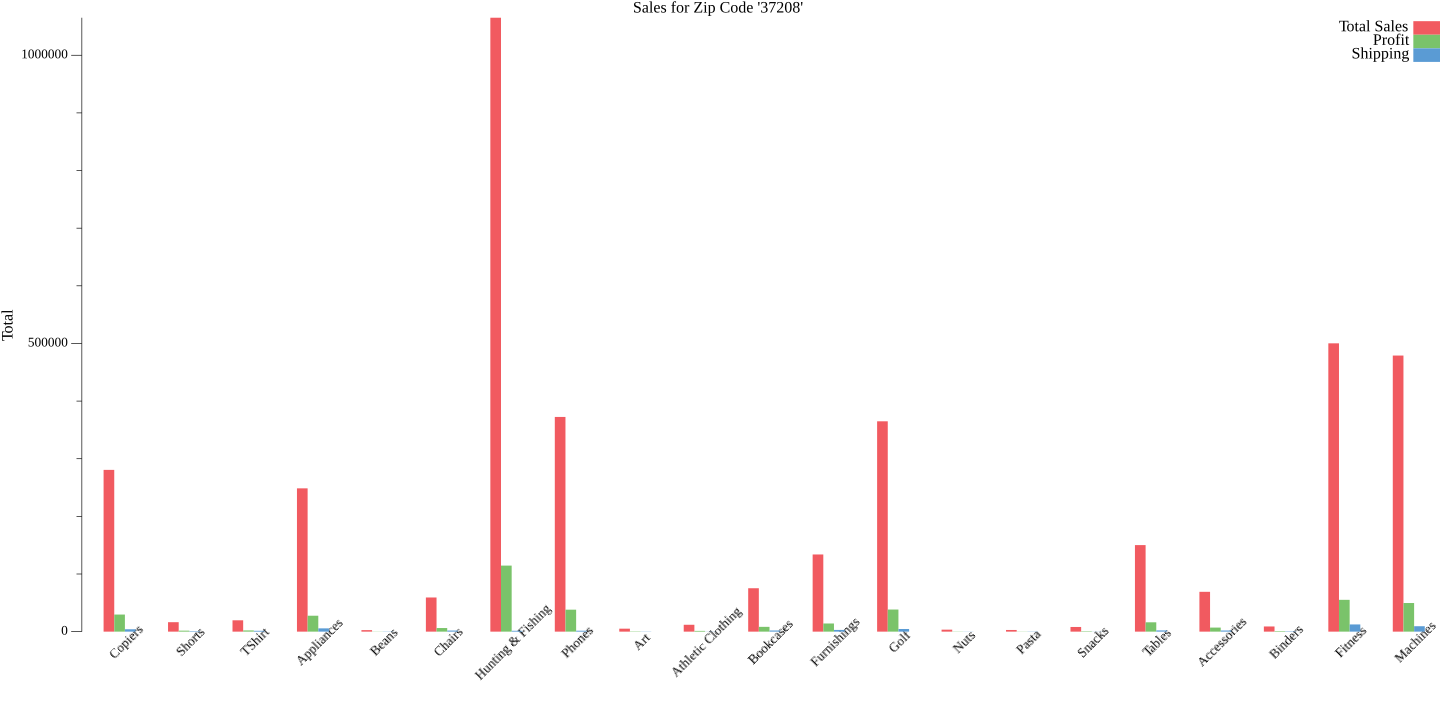 Sales for Zip Code '37208'
Total Sales
Profit
Shipping
1000000
500000
0
Total
Copiers
Shorts
TShirt
Appliances
Beans
Chairs
Hunting & Fishing
Phones
Art
Athletic Clothing
Bookcases
Furnishings
Golf
Nuts
Pasta
Snacks
Tables
Accessories
Binders
Fitness
Machines